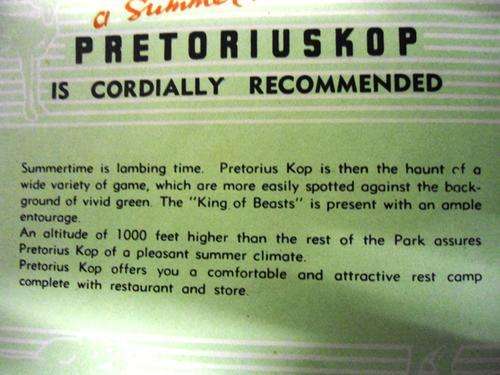 a Summer
PRETORIUSKOP
IS CORDIALLY RECOMMENDED
Summertime is lambing time. Pretorius Kop is then the haunt of a
wide variety of game, which are more easily spotted against the back-
ground of vivid green. The "King of Beasts" is present with an ample
entourage.
An altitude of 1000 feet higher than the rest of the Park assures
Pretorius Kop of a pleasant summer climate.
Pretorius Kop offers you a comfortable and attractive rest camp
complete with restaurant and store.